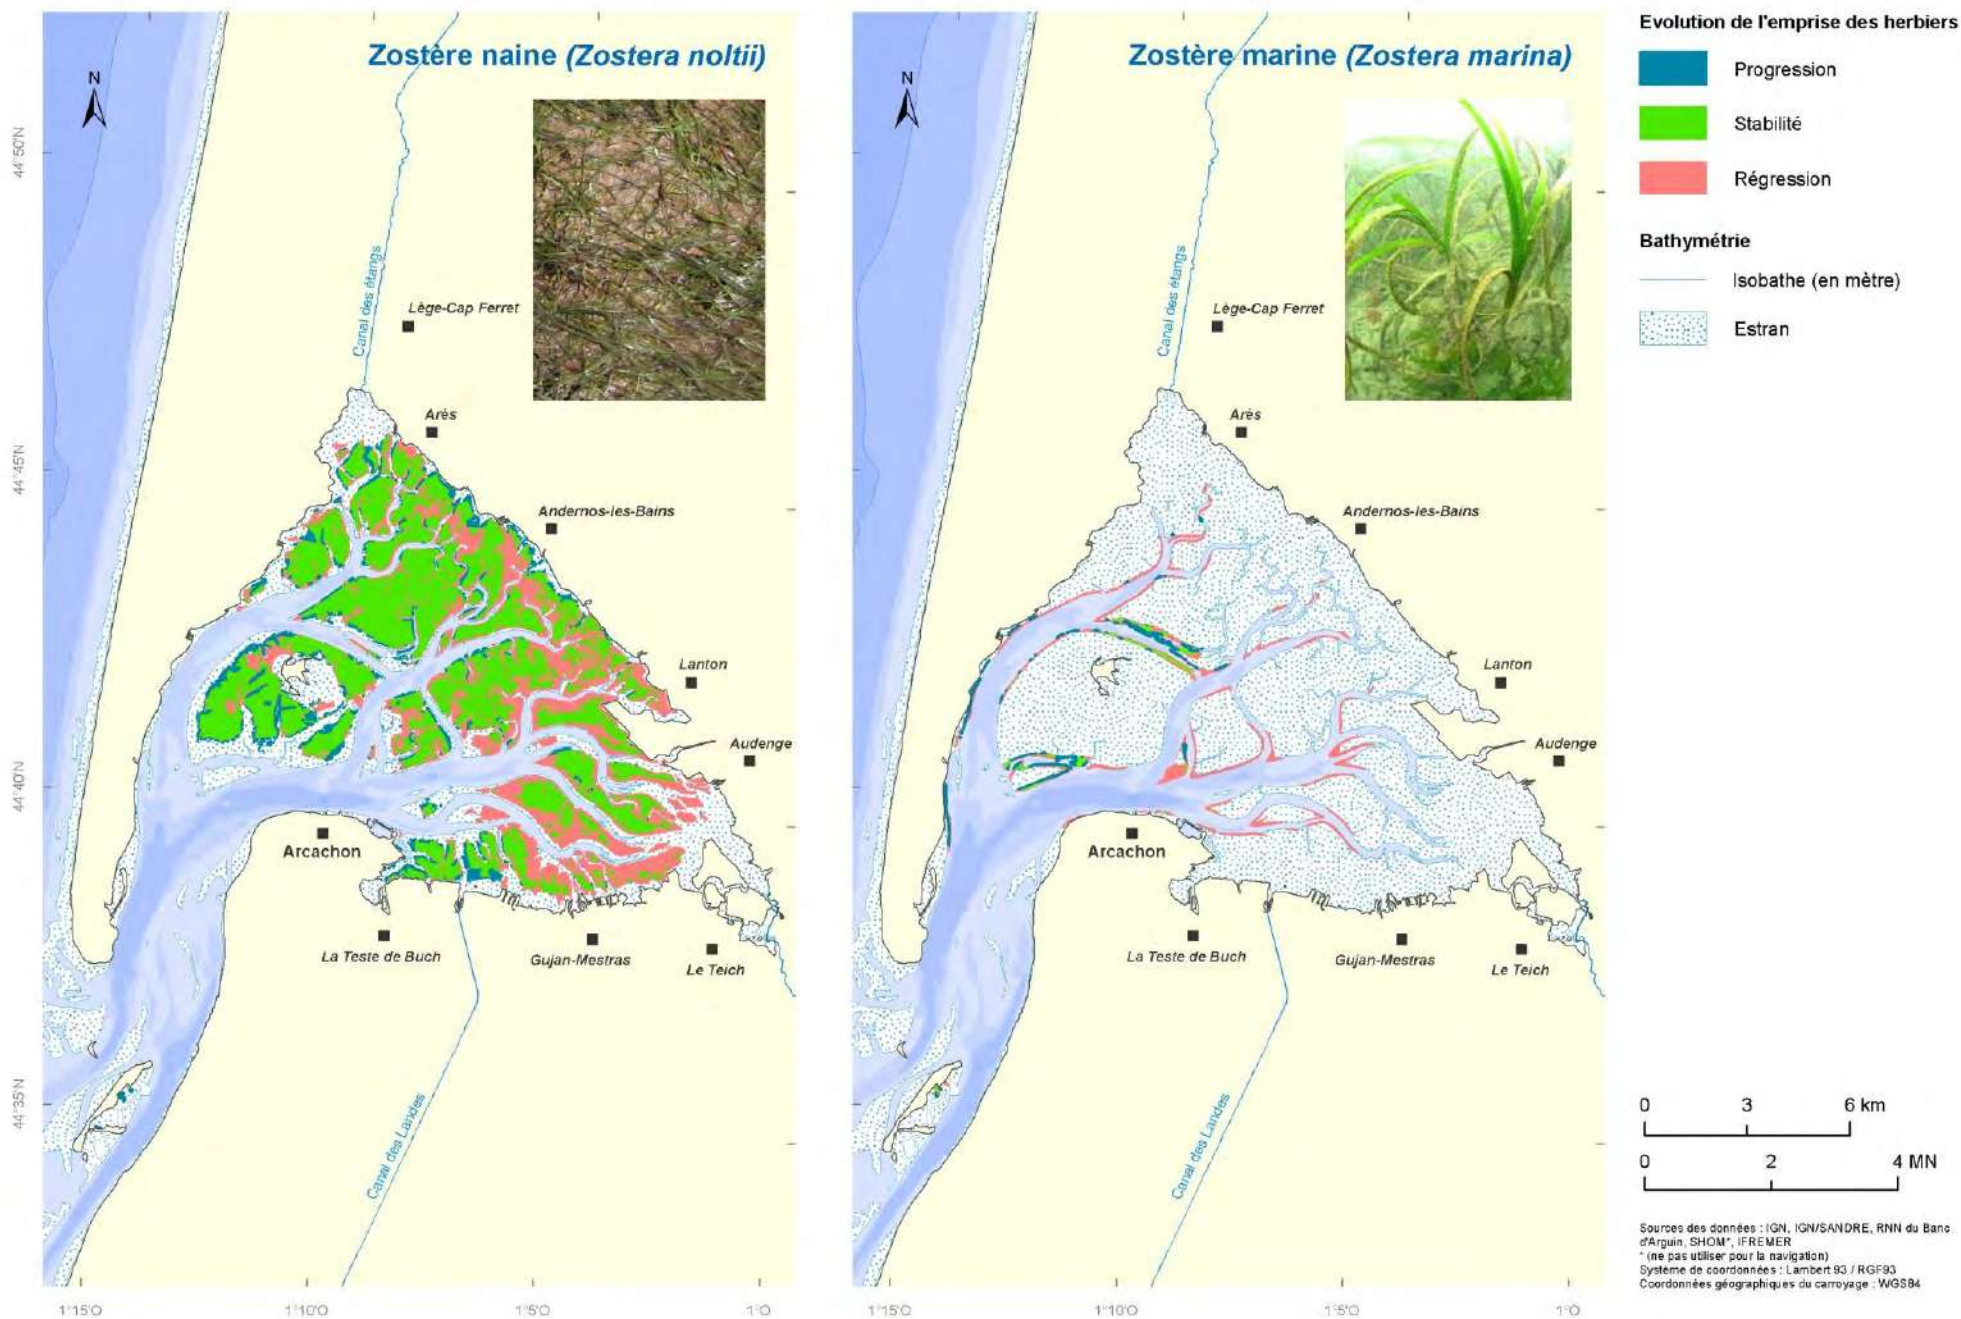 Zostère naine (Zostera noltii)
N
44°50'N
44°45'N
44°40'N
44°35'N
Canal des étangs
Lège-Cap Ferret
Arès
Andernos-les-Bains
Lanton
Audenge
Arcachon
La Teste de Buch
Gujan-Mestras
Le Teich
Canal des Landes
1°15'O
1°10'O
1°5'O
1°O
Zostère marine (Zostera marina)
N
Canal des étangs
Lège-Cap Ferret
Arès
Andernos-les-Bains
Lanton
Audenge
Arcachon
La Teste de Buch
Gujan-Mestras
Le Teich
Canal des Landes
1°15'O
1°10'O
1°5'O
1°O
Evolution de l'emprise des herbiers
Progression
Stabilité
Régression
Bathymétrie
Isobathe (en mètre)
Estran
0 3 6 km
0 2 4 MN
Sources des données : IGN, IGN/SANDRE, RNN du Banc
d'Arguin, SHOM*, IFREMER
* (ne pas utiliser pour la navigation)
Système de coordonnées : Lambert 93 / RGF93
Coordonnées géographiques du carroyage : WGS84